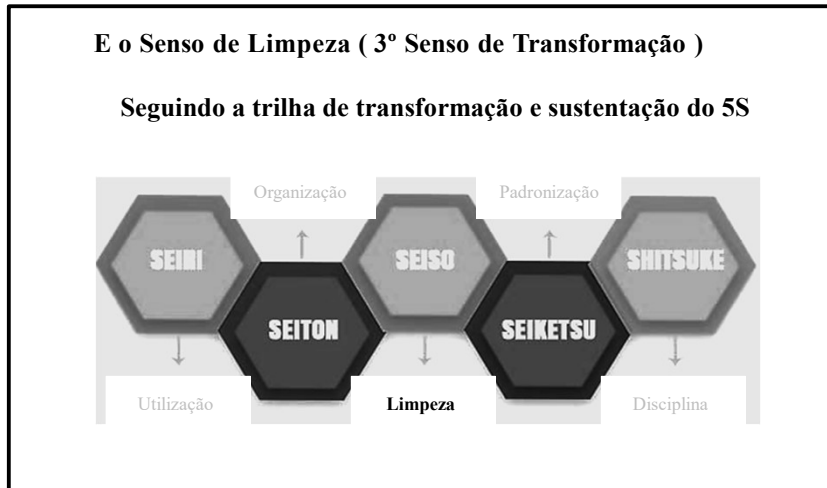 E o Senso de Limpeza ( 3º Senso de Transformação )
Seguindo a trilha de transformação e sustentação do 5S
Organização
Padronização
SEIRI
SEISO
SHITSUKE
SEITON
SEIKETSU
Utilização
Limpeza
Disciplina